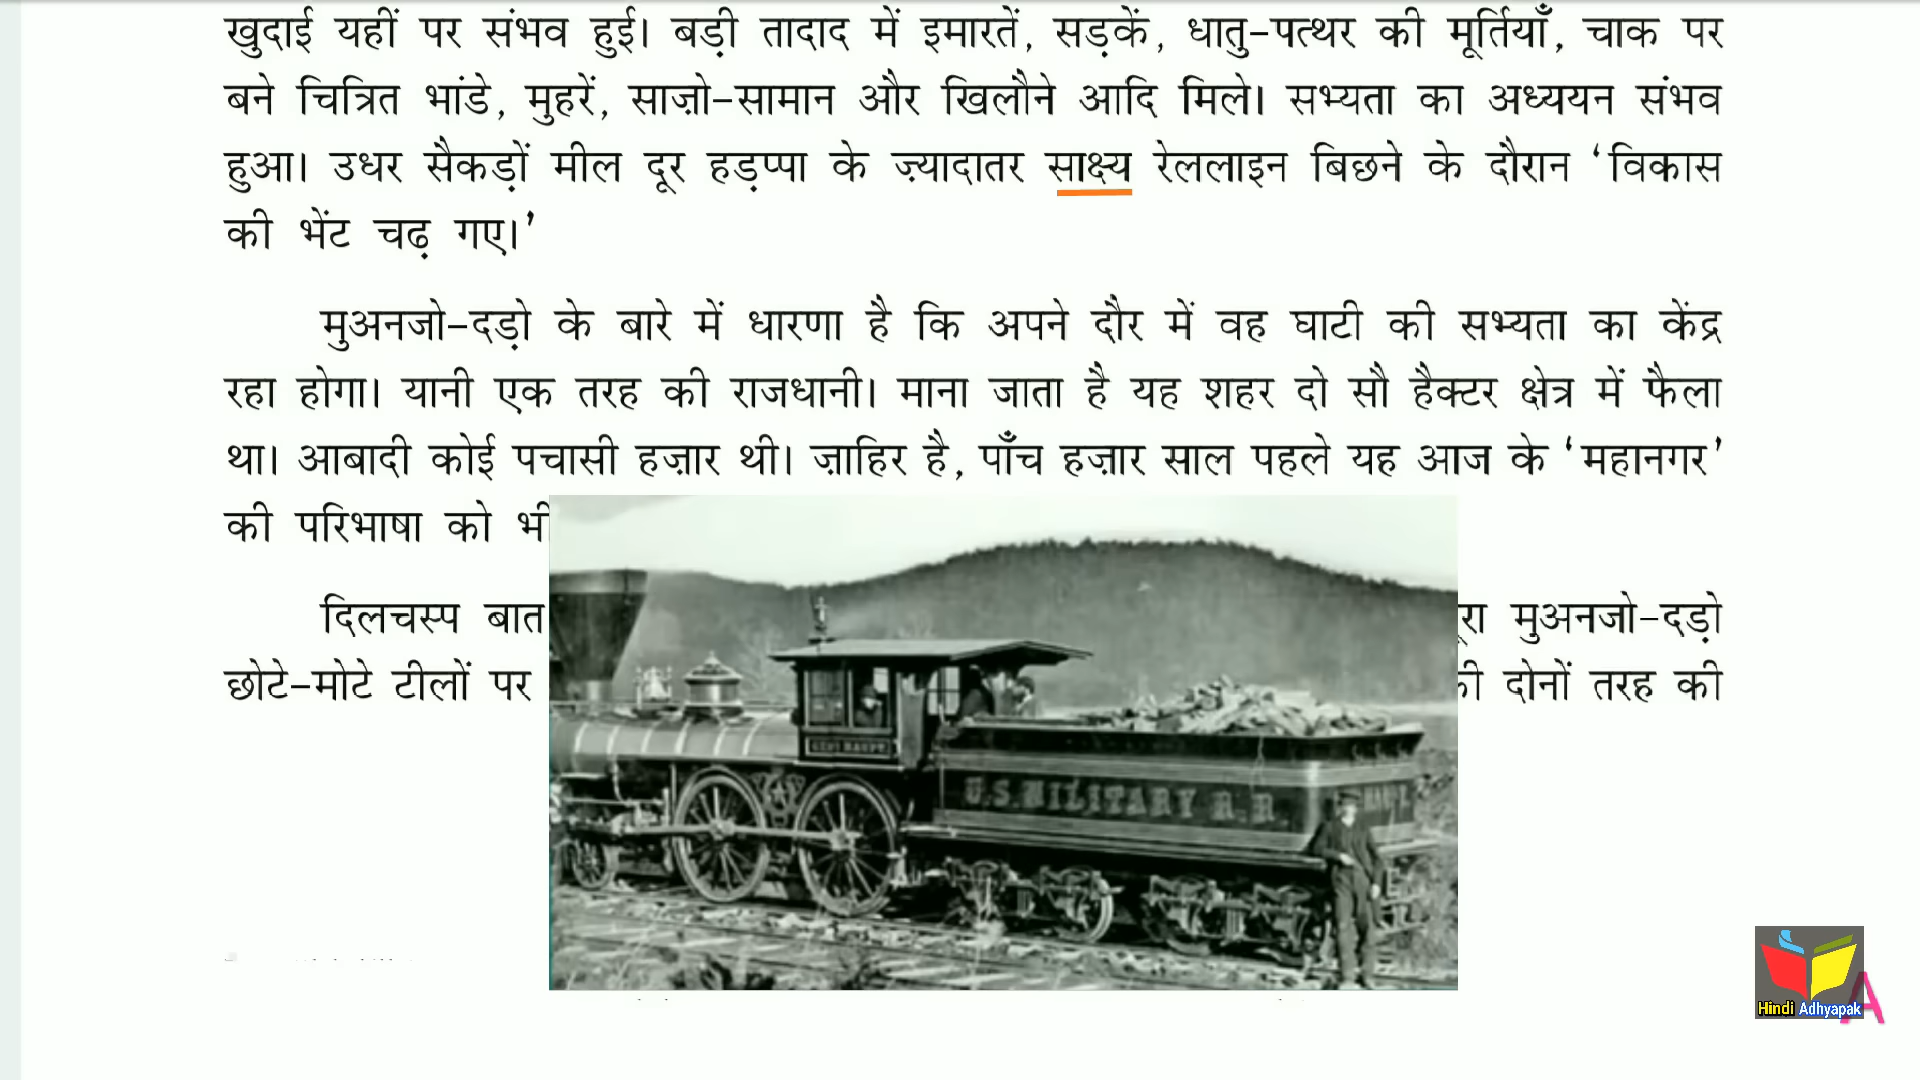 खुदाई यहीं पर संभव हुई। बड़ी तादाद में इमारतें, सड़कें, धातु-पत्थर की मूर्तियाँ, चाक पर
बने चित्रित भांडे, मुहरें, साज़ो-सामान और खिलौने आदि मिले। सभ्यता का अध्ययन संभव
हुआ। उधर सैकड़ों मील दूर हड़प्पा के ज़्यादातर साक्ष्य रेललाइन बिछने के दौरान ‘विकास
की भेंट चढ़ गए।’
मुअनजो-दड़ो के बारे में धारणा है कि अपने दौर में वह घाटी की सभ्यता का केंद्र
रहा होगा। यानी एक तरह की राजधानी। माना जाता है यह शहर दो सौ हैक्टर क्षेत्र में फैला
था। आबादी कोई पचासी हज़ार थी। ज़ाहिर है, पाँच हज़ार साल पहले यह आज के ‘महानगर’
की परिभाषा को भी
दिलचस्प बात मुअनजो-दड़ो
छोटे-मोटे टीलों पर दोनों तरह की
U.S. MILITARY R.R.
Hindi Adhyapak
A